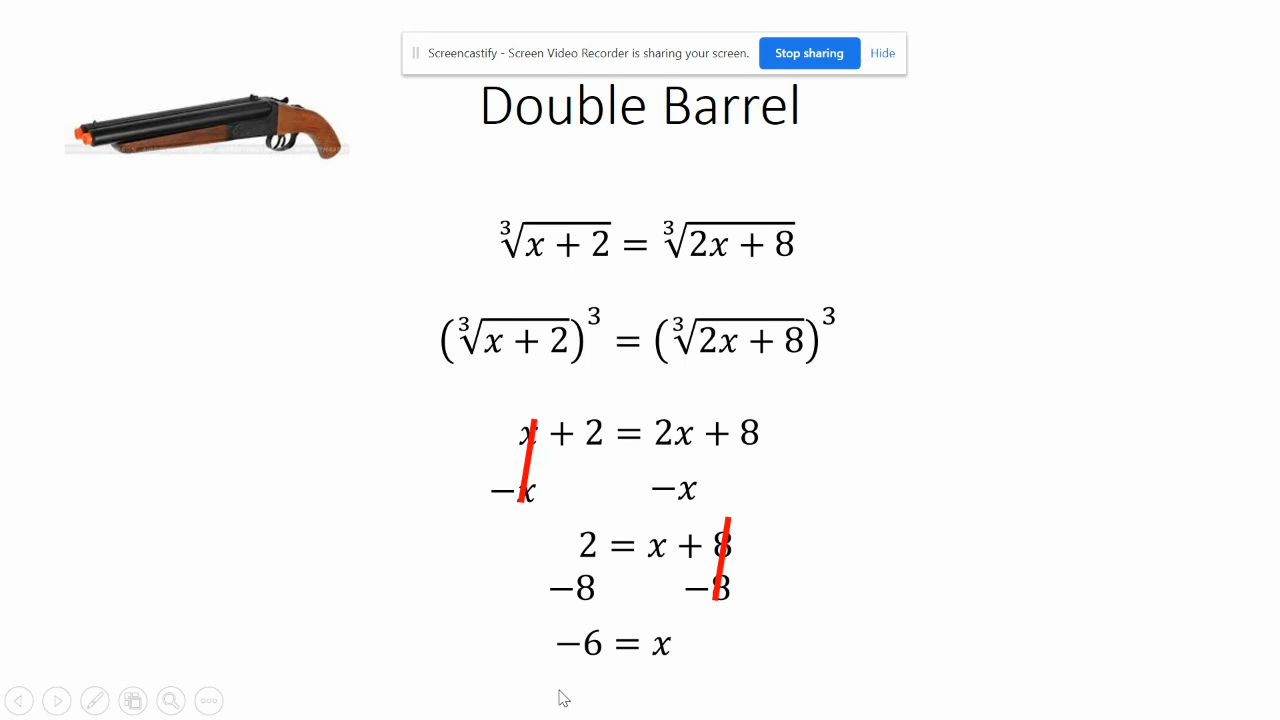 Screencastify - Screen Video Recorder is sharing your screen. Stop sharing Hide
Double Barrel
∛(x + 2) = ∛(2x + 8)
(∛(x + 2))³ = (∛(2x + 8))³
x + 2 = 2x + 8
−x −x
2 = x + 8
−8 −8
−6 = x